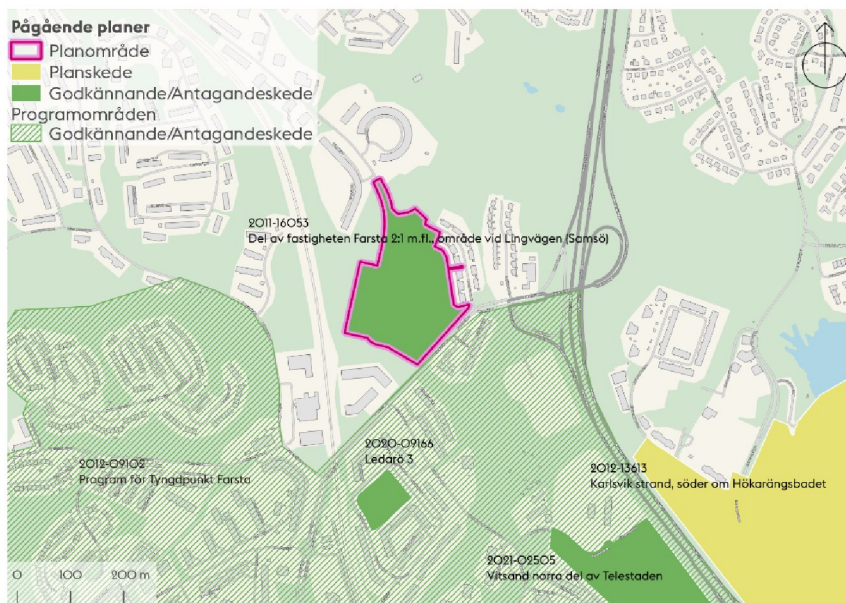 Pågående planer
Planområde
Planskede
Godkännande/Antagandeskede
Programområden
Godkännande/Antagandeskede
2011-16053
Del av fastigheten Farsta 2:1 m.fl., område vid Lingvägen (Samsö)
2020-09166
Ledarö 3
2012-09102
Program för Tyngdpunkt Farsta
2012-13613
Karlsvik strand, söder om Hökarängsbadet
2021-02505
Vitsand norra del av Telestaden
0 100 200 m